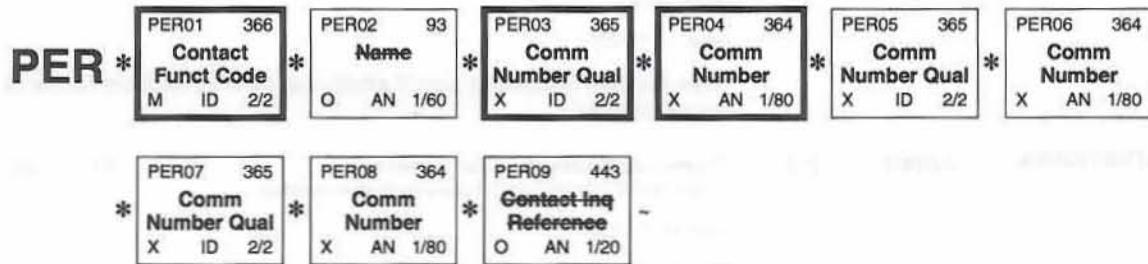 PER01 366 PER02 93 PER03 365 PER04 364 PER05 365 PER06 364
PER * Contact Funct Code * Name * Comm Number Qual * Comm Number * Comm Number Qual * Comm Number
M ID 2/2 O AN 1/60 X ID 2/2 X AN 1/80 X ID 2/2 X AN 1/80
PER07 365 PER08 364 PER09 443
* Comm Number Qual * Comm Number * Contact Inq Reference ~
X ID 2/2 X AN 1/80 O AN 1/20